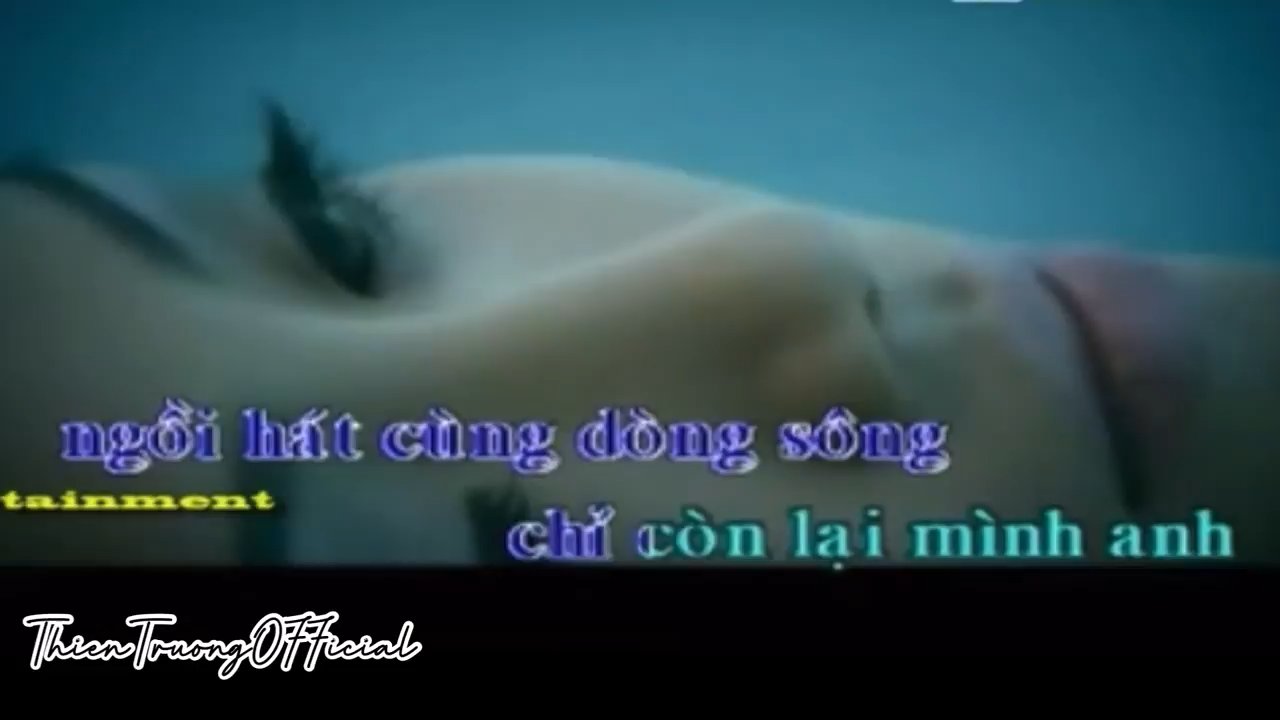 ngồi hát cùng dòng sông
tainment
chỉ còn lại mình anh
ThienTruongOfficial